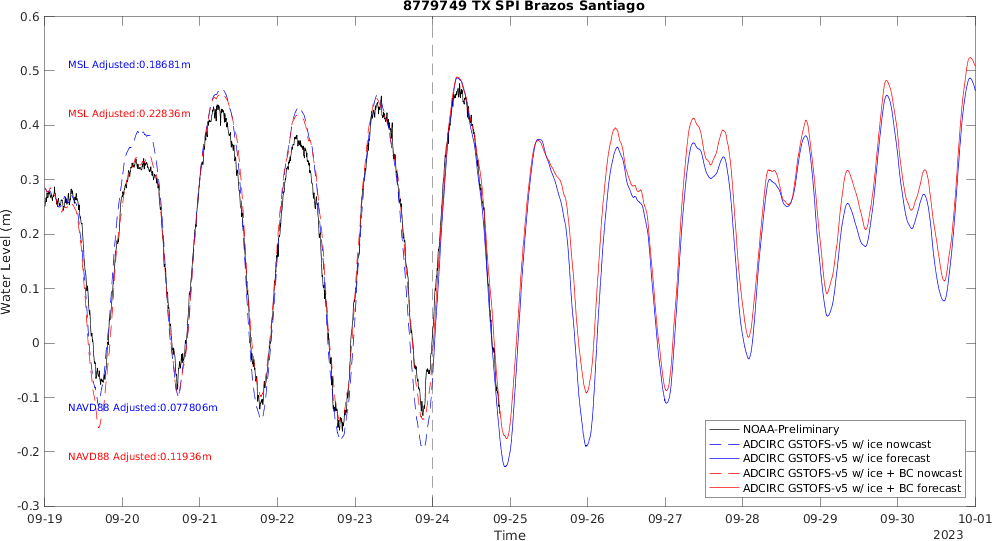 8779749 TX SPI Brazos Santiago
0.6
0.5
0.4
0.3
0.2
0.1
0
-0.1
-0.2
-0.3
Water Level (m)
MSL Adjusted:0.18681m
MSL Adjusted:0.22836m
NAVD88 Adjusted:0.077806m
NAVD88 Adjusted:0.11936m
NOAA-Preliminary
ADCIRC GSTOFS-v5 w/ ice nowcast
ADCIRC GSTOFS-v5 w/ ice forecast
ADCIRC GSTOFS-v5 w/ ice + BC nowcast
ADCIRC GSTOFS-v5 w/ ice + BC forecast
09-19 09-20 09-21 09-22 09-23 09-24 09-25 09-26 09-27 09-28 09-29 09-30 10-01
Time
2023